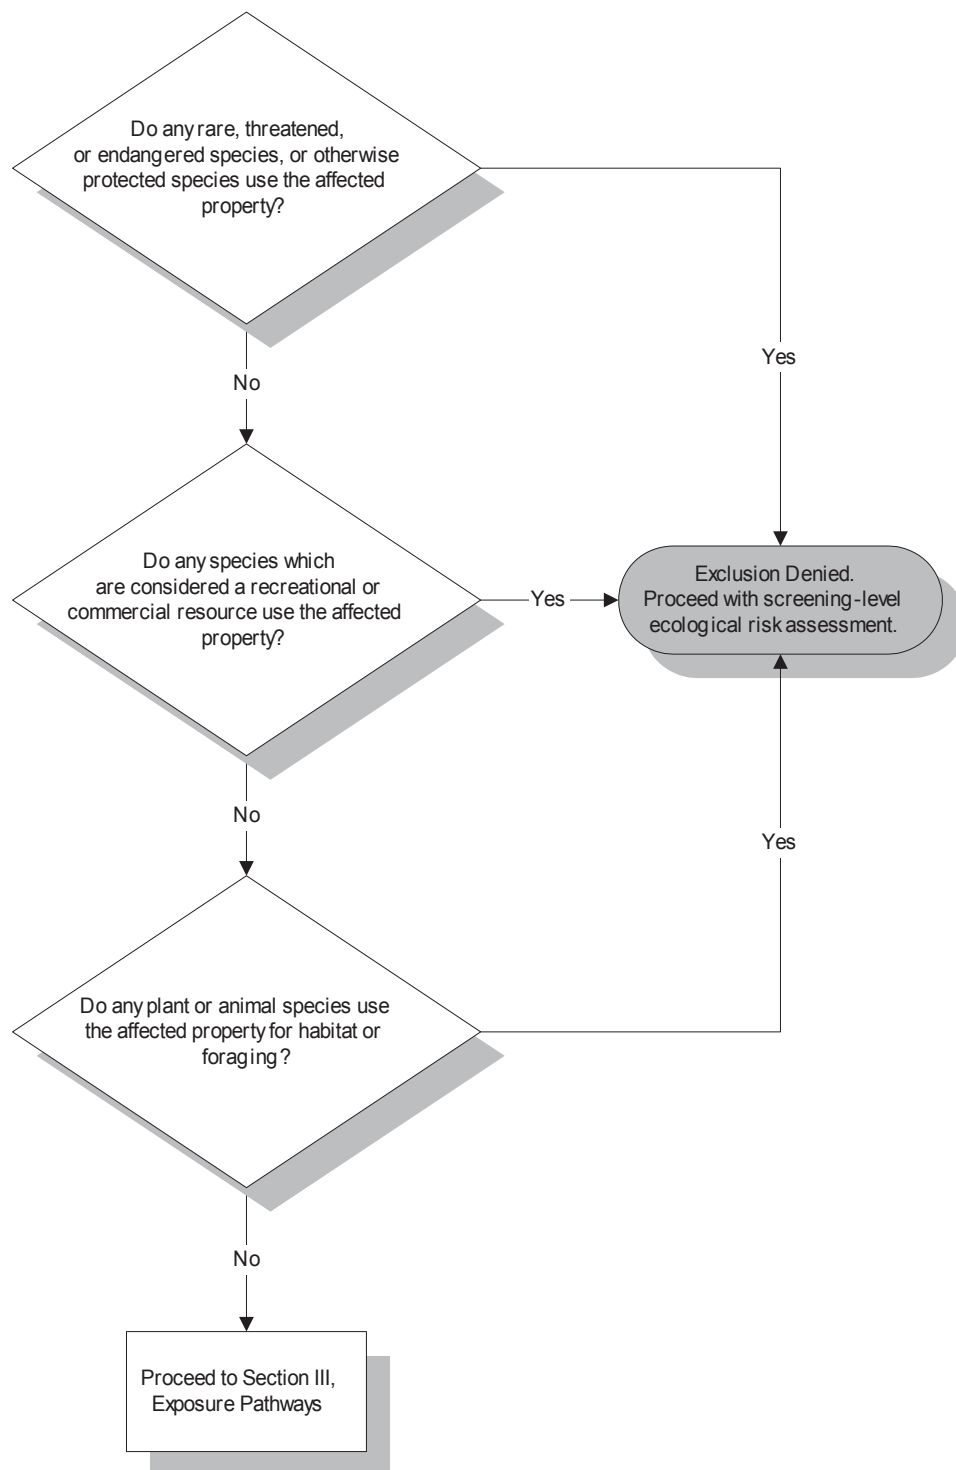 Do any rare, threatened,
or endangered species, or otherwise
protected species use the affected
property?
Yes
No
Do any species which
are considered a recreational or
commercial resource use the affected
property?
Yes
Exclusion Denied.
Proceed with screening-level
ecological risk assessment.
No
Yes
Do any plant or animal species use
the affected property for habitat or
foraging?
No
Proceed to Section III,
Exposure Pathways